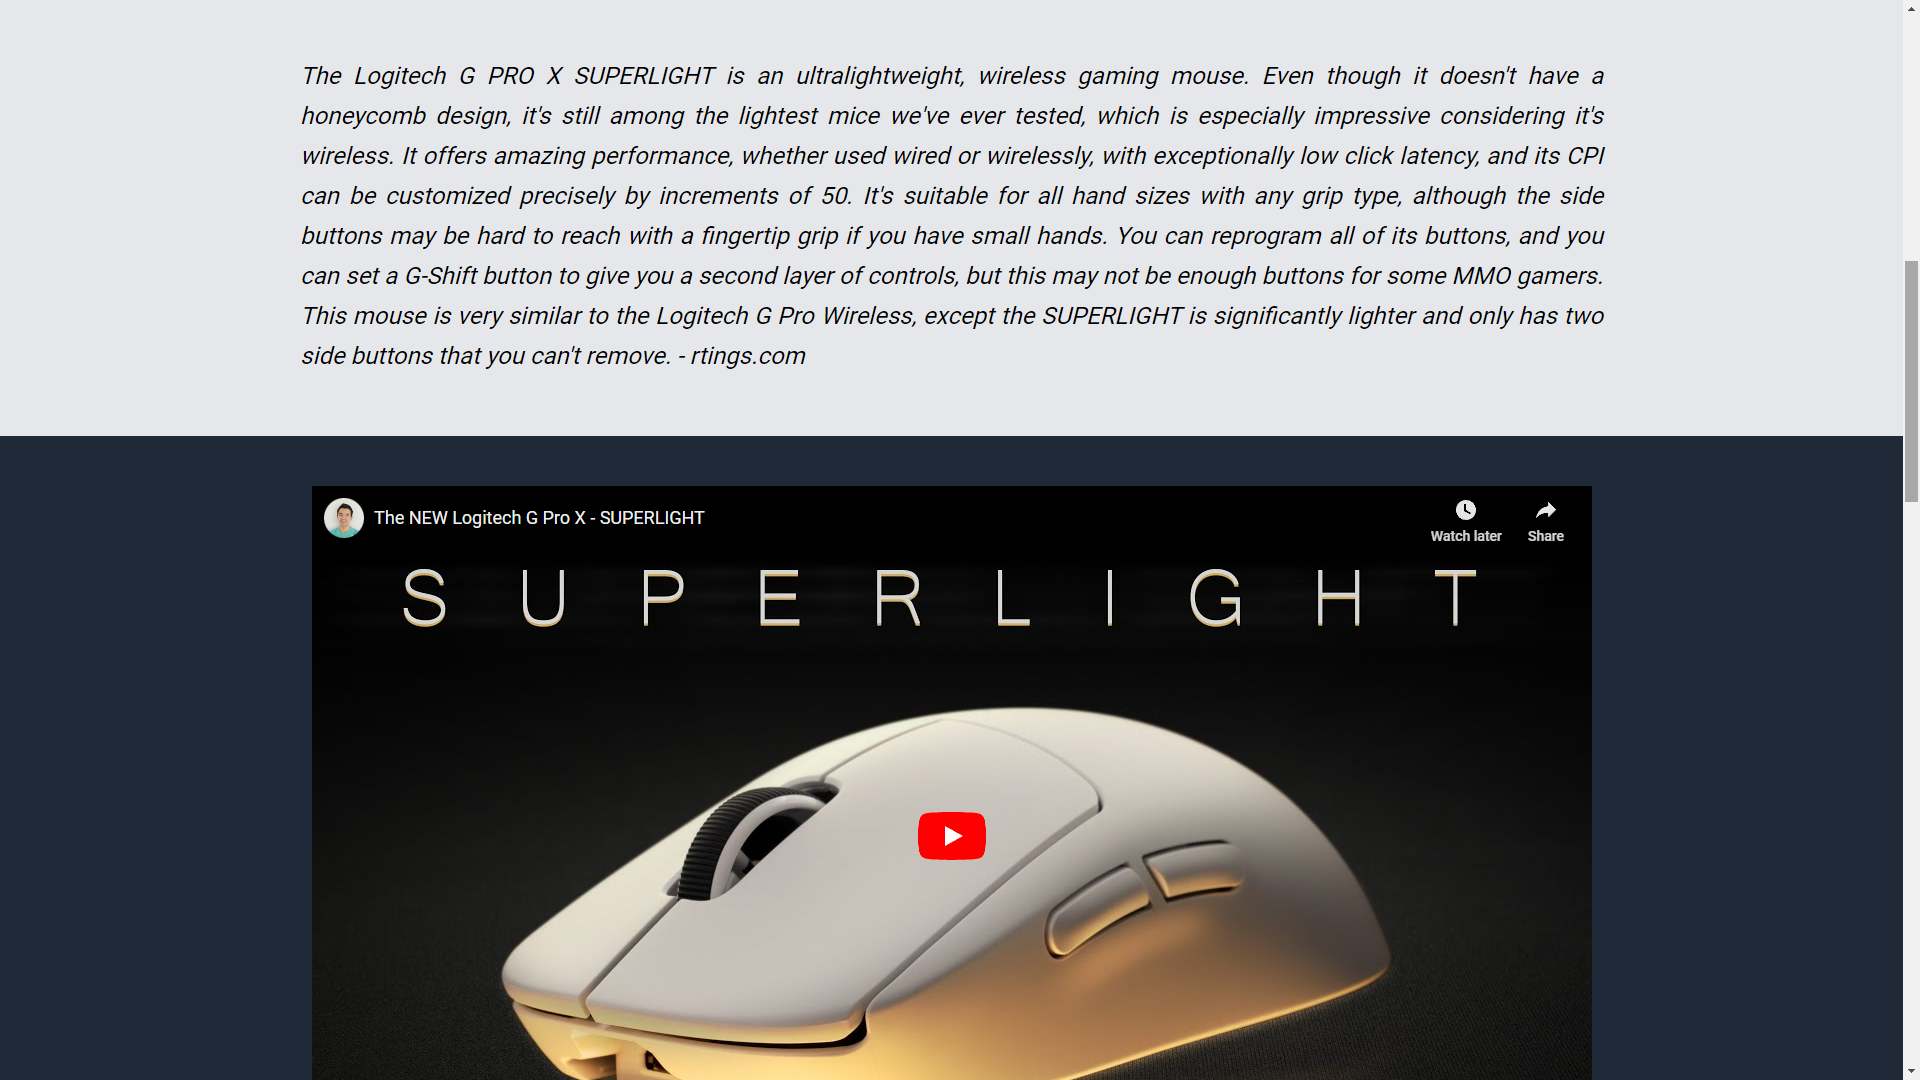 The Logitech G PRO X SUPERLIGHT is an ultralightweight, wireless gaming mouse. Even though it doesn't have a
honeycomb design, it's still among the lightest mice we've ever tested, which is especially impressive considering it's
wireless. It offers amazing performance, whether used wired or wirelessly, with exceptionally low click latency, and its CPI
can be customized precisely by increments of 50. It's suitable for all hand sizes with any grip type, although the side
buttons may be hard to reach with a fingertip grip if you have small hands. You can reprogram all of its buttons, and you
can set a G-Shift button to give you a second layer of controls, but this may not be enough buttons for some MMO gamers.
This mouse is very similar to the Logitech G Pro Wireless, except the SUPERLIGHT is significantly lighter and only has two
side buttons that you can't remove. - rtings.com
The NEW Logitech G Pro X - SUPERLIGHT
Watch later
Share
SUPERLIGHT